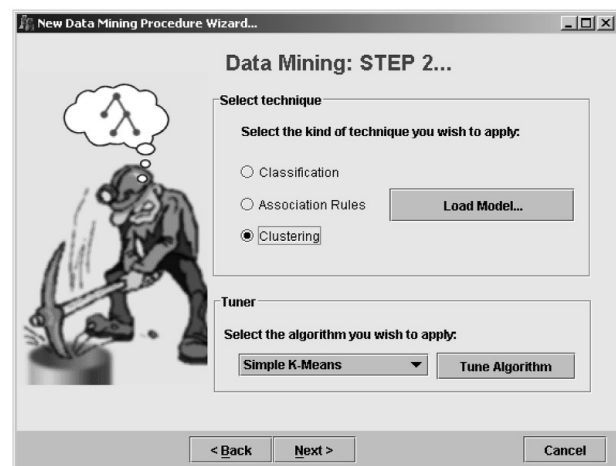 New Data Mining Procedure Wizard...
Data Mining: STEP 2...
Select technique
Select the kind of technique you wish to apply:
Classification
Association Rules
Load Model...
Clustering
Tuner
Select the algorithm you wish to apply:
Simple K-Means
Tune Algorithm
< Back
Next >
Cancel